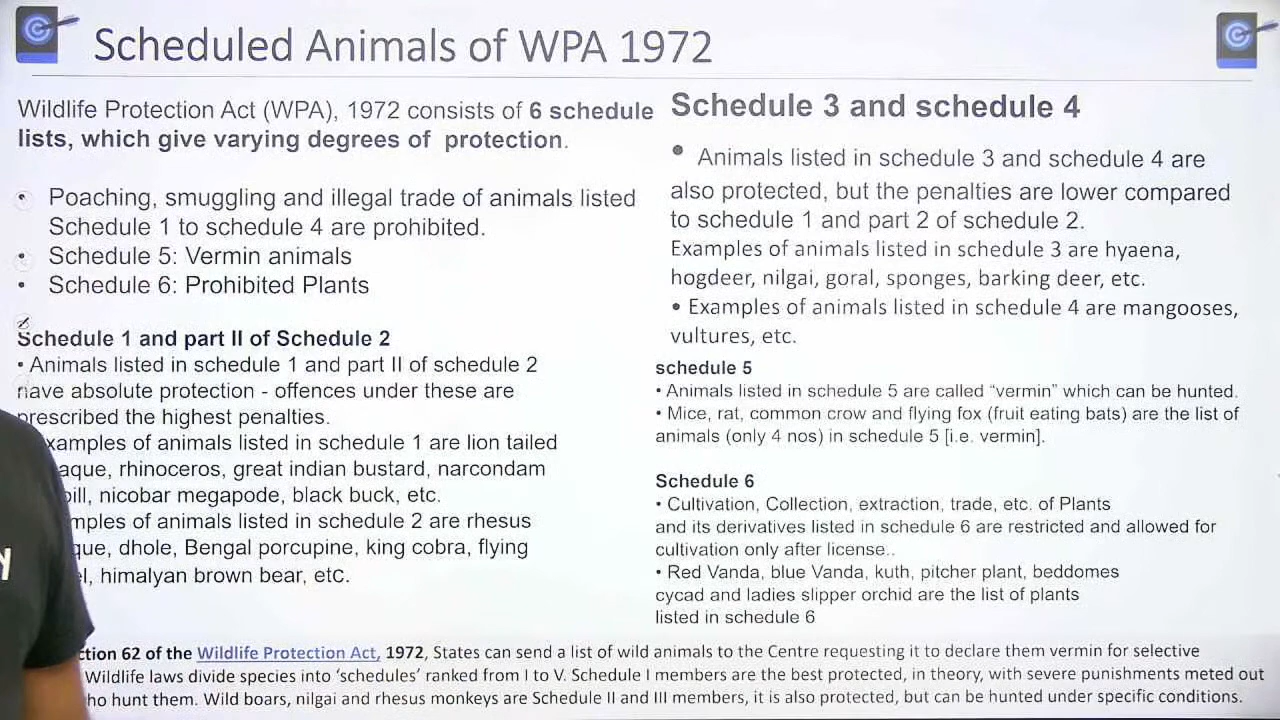 Scheduled Animals of WPA 1972
Wildlife Protection Act (WPA), 1972 consists of 6 schedule
lists, which give varying degrees of protection.
• Poaching, smuggling and illegal trade of animals listed
Schedule 1 to schedule 4 are prohibited.
• Schedule 5: Vermin animals
• Schedule 6: Prohibited Plants
Schedule 1 and part II of Schedule 2
• Animals listed in schedule 1 and part II of schedule 2
have absolute protection - offences under these are
prescribed the highest penalties.
xamples of animals listed in schedule 1 are lion tailed
aque, rhinoceros, great indian bustard, narcondam
bill, nicobar megapode, black buck, etc.
mples of animals listed in schedule 2 are rhesus
que, dhole, Bengal porcupine, king cobra, flying
el, himalyan brown bear, etc.
Schedule 3 and schedule 4
• Animals listed in schedule 3 and schedule 4 are
also protected, but the penalties are lower compared
to schedule 1 and part 2 of schedule 2.
Examples of animals listed in schedule 3 are hyaena,
hogdeer, nilgai, goral, sponges, barking deer, etc.
• Examples of animals listed in schedule 4 are mangooses,
vultures, etc.
schedule 5
• Animals listed in schedule 5 are called “vermin” which can be hunted.
• Mice, rat, common crow and flying fox (fruit eating bats) are the list of
animals (only 4 nos) in schedule 5 [i.e. vermin].
Schedule 6
• Cultivation, Collection, extraction, trade, etc. of Plants
and its derivatives listed in schedule 6 are restricted and allowed for
cultivation only after license..
• Red Vanda, blue Vanda, kuth, pitcher plant, beddomes
cycad and ladies slipper orchid are the list of plants
listed in schedule 6
ction 62 of the Wildlife Protection Act, 1972, States can send a list of wild animals to the Centre requesting it to declare them vermin for selective
Wildlife laws divide species into ‘schedules’ ranked from I to V. Schedule I members are the best protected, in theory, with severe punishments meted out
ho hunt them. Wild boars, nilgai and rhesus monkeys are Schedule II and III members, it is also protected, but can be hunted under specific conditions.